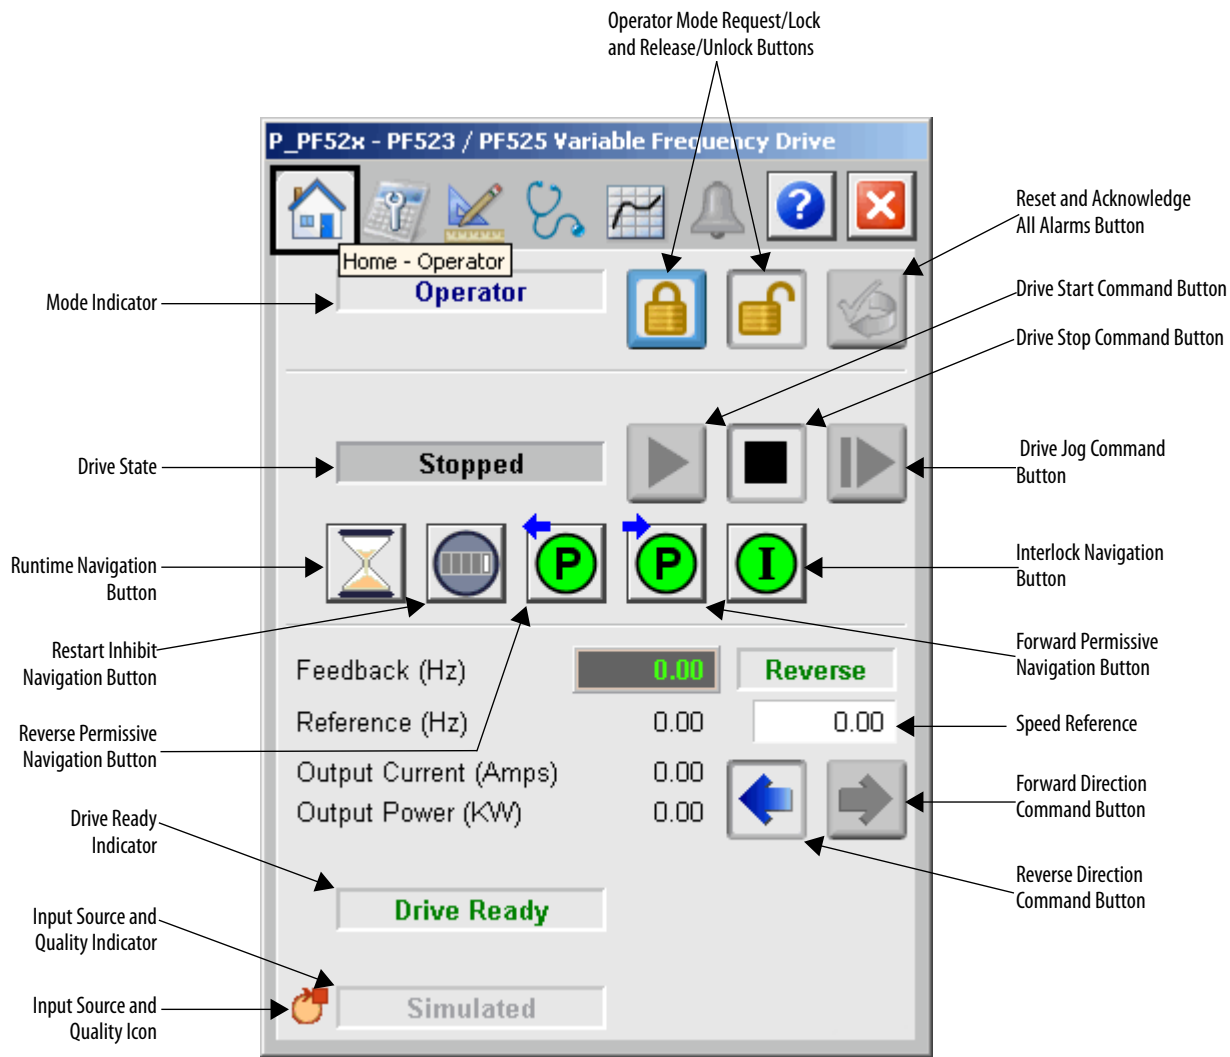 Operator Mode Request/Lock
and Release/Unlock Buttons
P_PF52x - PF523 / PF525 Variable Frequency Drive
Home - Operator
Operator
Reset and Acknowledge
All Alarms Button
Mode Indicator
Drive Start Command Button
Drive Stop Command Button
Drive State
Stopped
Drive Jog Command
Button
Runtime Navigation
Button
P
P
I
Interlock Navigation
Button
Restart Inhibit
Navigation Button
Forward Permissive
Navigation Button
Feedback (Hz)
0.00
Reverse
Reverse Permissive
Navigation Button
Reference (Hz)
0.00
0.00
Speed Reference
Output Current (Amps)
0.00
Output Power (KW)
0.00
Forward Direction
Command Button
Drive Ready
Indicator
Reverse Direction
Command Button
Drive Ready
Input Source and
Quality Indicator
Input Source and
Quality Icon
Simulated